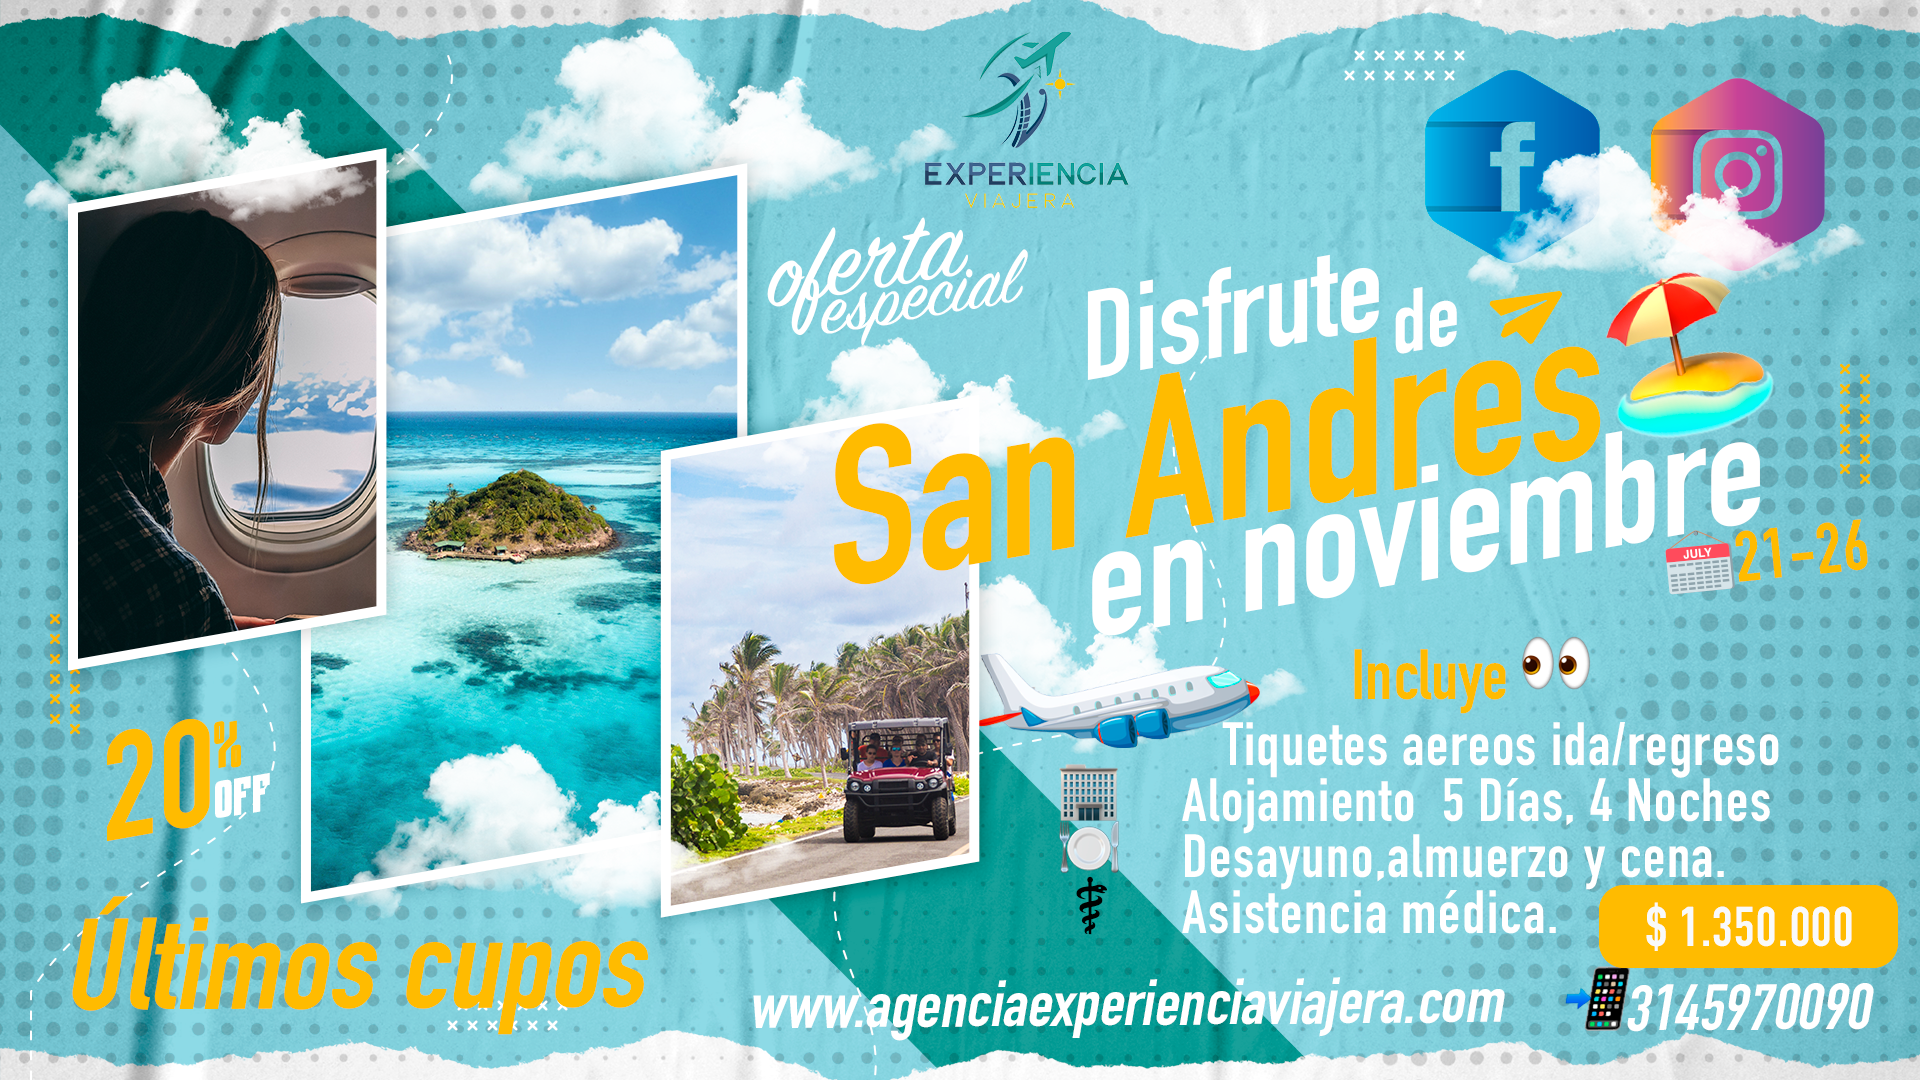 EXPERIENCIA
VIAJERA
oferta
especial
Disfrute de
San Andres
en noviembre
JULY
21-26
Incluye
Tiquetes aereos ida/regreso
Alojamiento 5 Días, 4 Noches
Desayuno,almuerzo y cena.
Asistencia médica.
$ 1.350.000
20% OFF
Últimos cupos
www.agenciaexperienciaviajera.com
3145970090